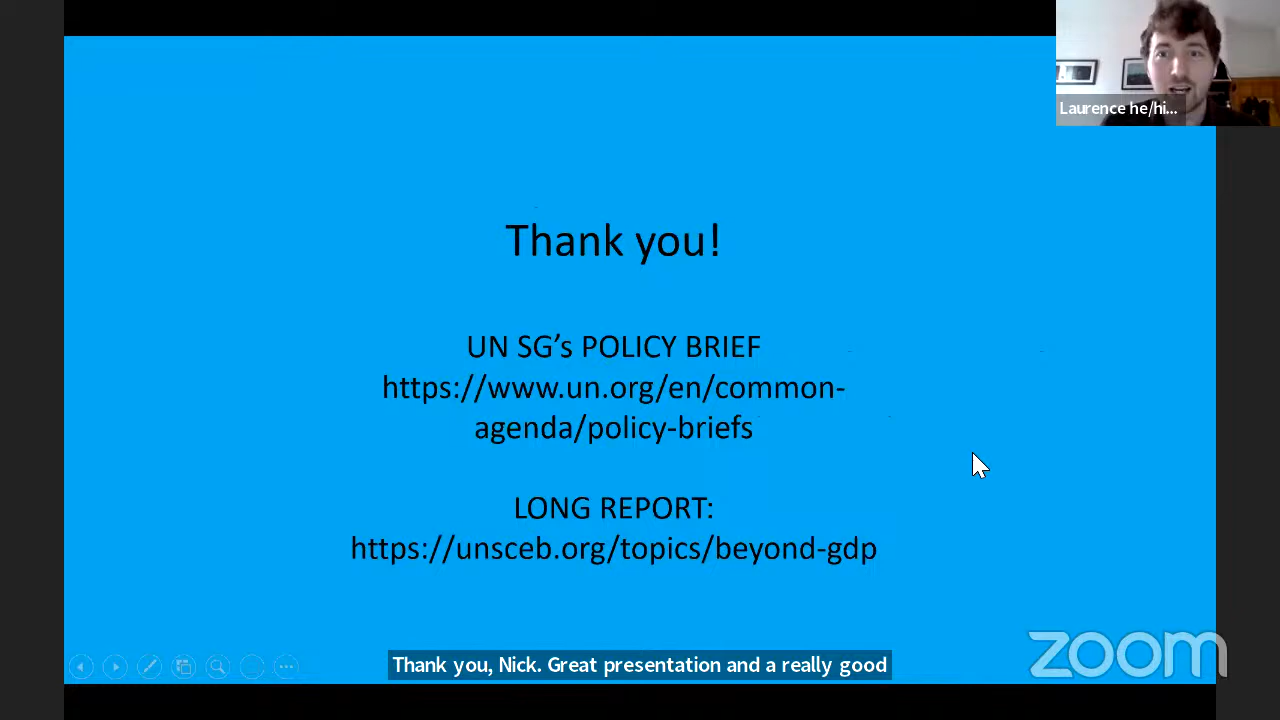 Laurence he/hi...
Thank you!
UN SG’s POLICY BRIEF
https://www.un.org/en/common-
agenda/policy-briefs
LONG REPORT:
https://unsceb.org/topics/beyond-gdp
Thank you, Nick. Great presentation and a really good
zoom